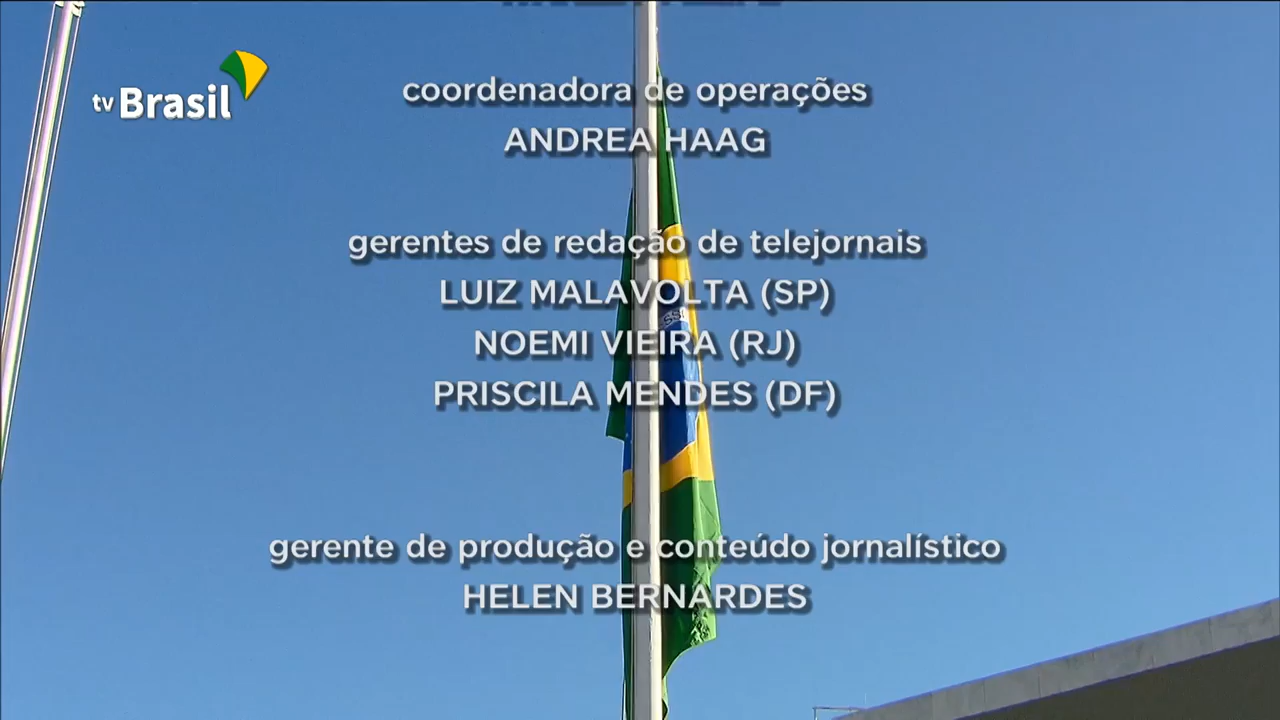 tv Brasil
coordenadora de operações
ANDREA HAAG
gerentes de redação de telejornais
LUIZ MALAVOLTA (SP)
NOEMI VIEIRA (RJ)
PRISCILA MENDES (DF)
gerente de produção e conteúdo jornalístico
HELEN BERNARDES